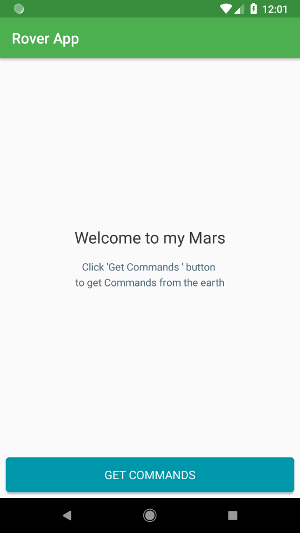 12:01
Rover App
Welcome to my Mars
Click 'Get Commands ' button
to get Commands from the earth
GET COMMANDS